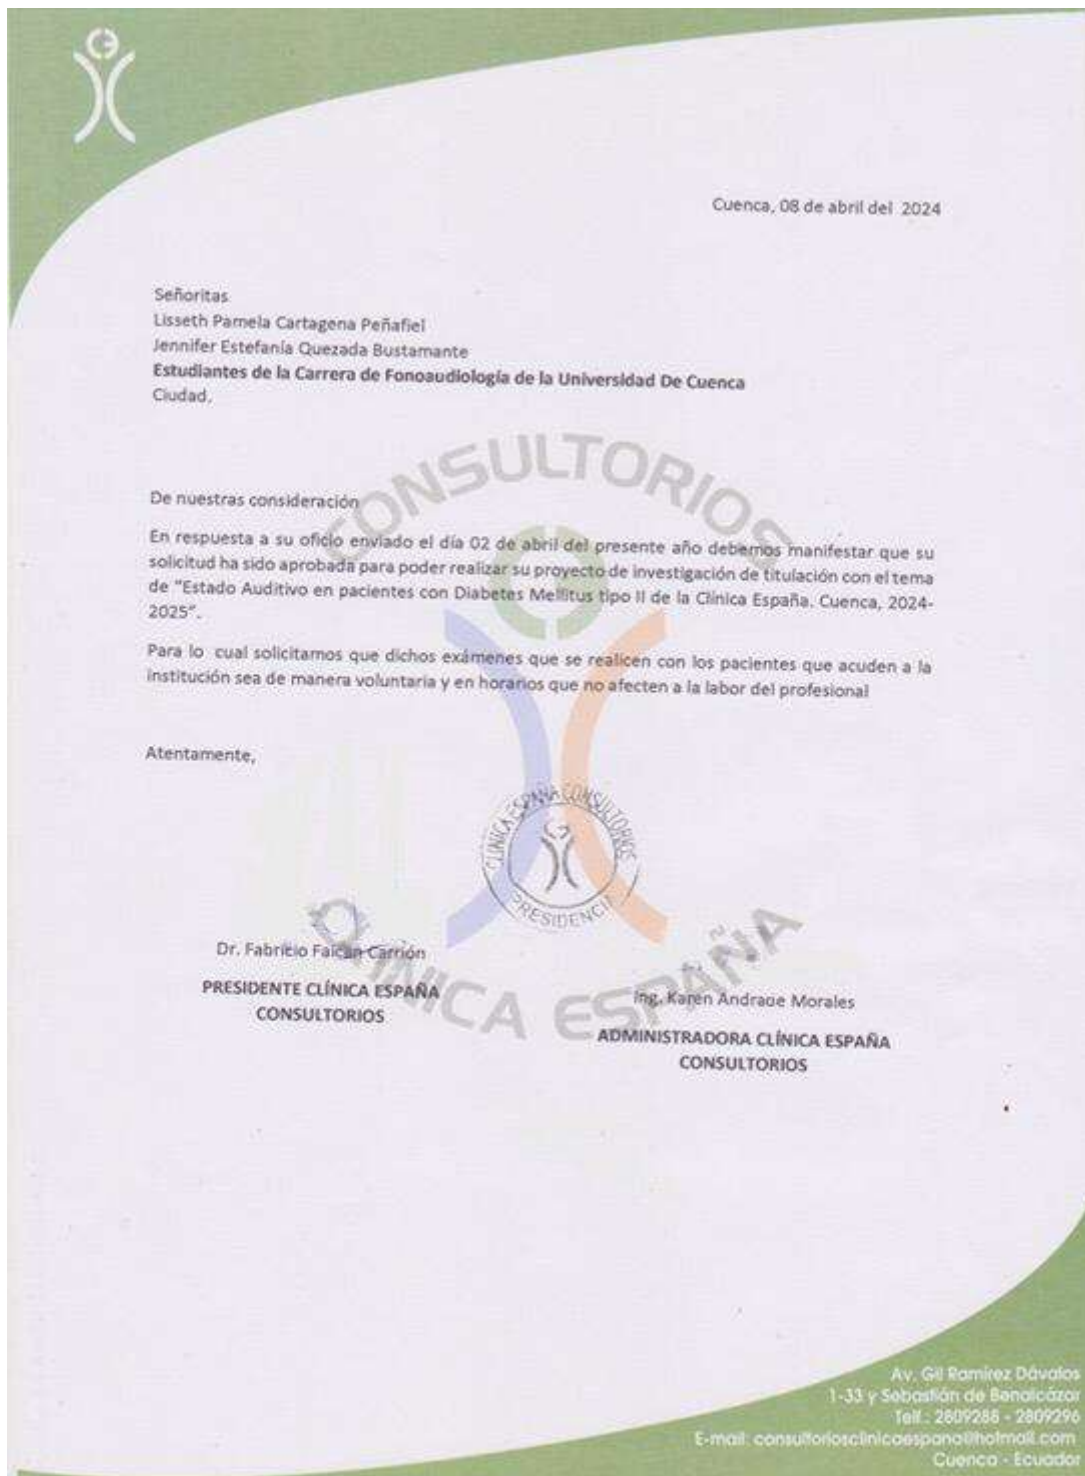 Cuenca, 08 de abril del 2024
Señoritas
Lisseth Pamela Cartagena Peñafiel
Jennifer Estefanía Quezada Bustamante
Estudiantes de la Carrera de Fonoaudiología de la Universidad De Cuenca
Ciudad,
CONSULTORIOS
De nuestras consideración
En respuesta a su oficio enviado el día 02 de abril del presente año debemos manifestar que su
solicitud ha sido aprobada para poder realizar su proyecto de investigación de titulación con el tema
de "Estado Auditivo en pacientes con Diabetes Mellitus tipo II de la Clínica España. Cuenca, 2024-
2025".
Para lo cual solicitamos que dichos exámenes que se realicen con los pacientes que acuden a la
institución sea de manera voluntaria y en horarios que no afecten a la labor del profesional
Atentamente,
CLINICA ESPAÑA CONSULTORIOS
PRESIDENCIA
Dr. Fabricio Faican Carrión
PRESIDENTE CLÍNICA ESPAÑA
CONSULTORIOS
CLINICA ESPAÑA
Ing. Karen Andrade Morales
ADMINISTRADORA CLÍNICA ESPAÑA
CONSULTORIOS
Av. Gil Ramírez Dávalos
1-33 y Sebastián de Benalcázar
Telf.: 2809288 - 2809296
E-mail: consultoriosclinicaespana@hotmail.com
Cuenca - Ecuador